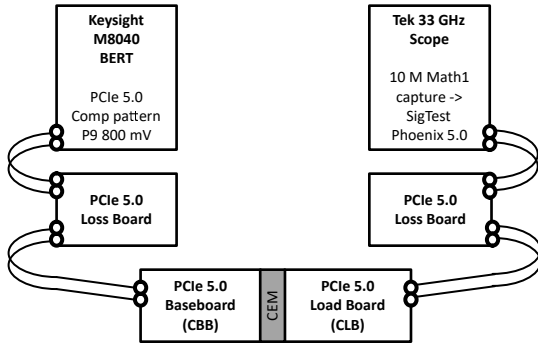 Keysight
M8040
BERT
PCIe 5.0
Comp pattern
P9 800 mV
Tek 33 GHz
Scope
10 M Math1
capture ->
SigTest
Phoenix 5.0
PCIe 5.0
Loss Board
PCIe 5.0
Loss Board
PCIe 5.0
Baseboard
(CBB)
CEM
PCIe 5.0
Load Board
(CLB)